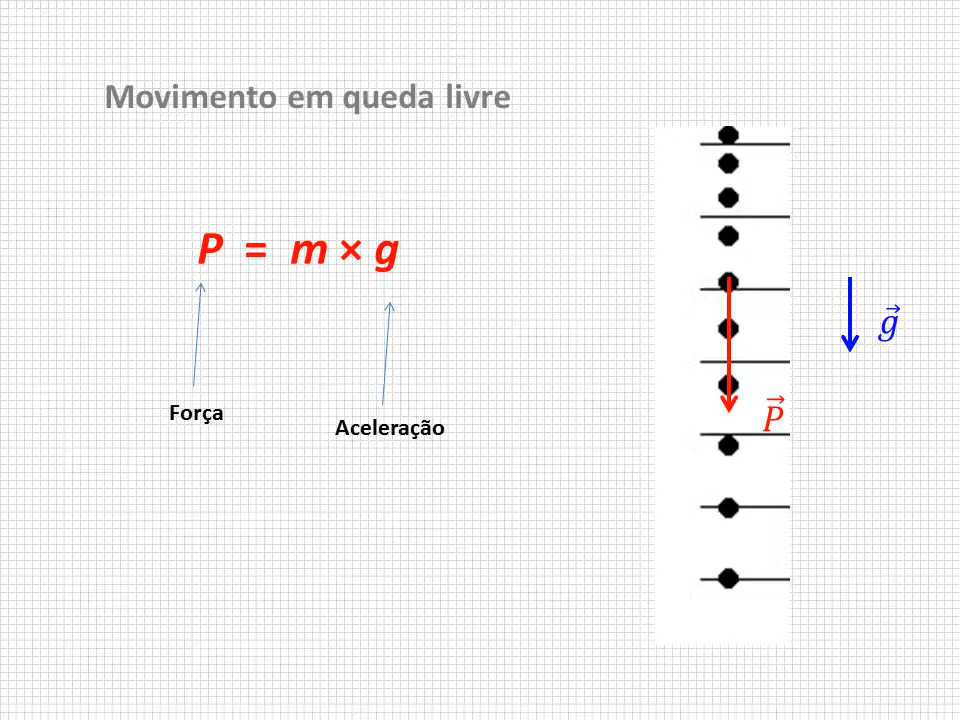 Movimento em queda livre
P = m × g
Força
Aceleração
g⃗
P⃗